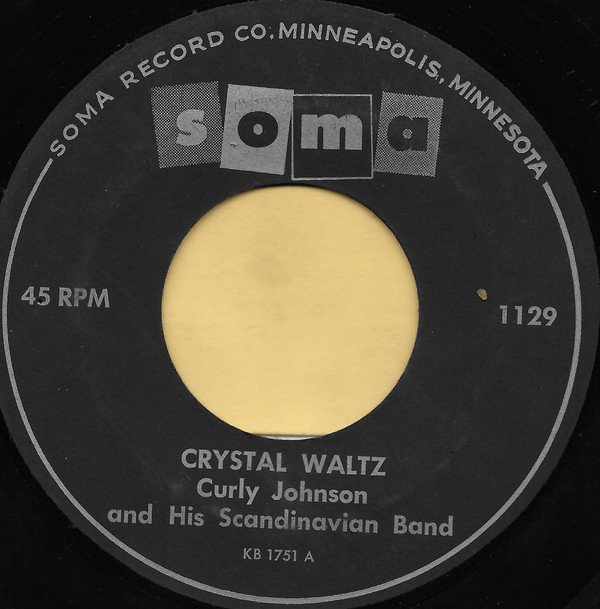 SOMA RECORD CO., MINNEAPOLIS, MINNESOTA
soma
45 RPM
1129
CRYSTAL WALTZ
Curly Johnson
and His Scandinavian Band
KB 1751 A